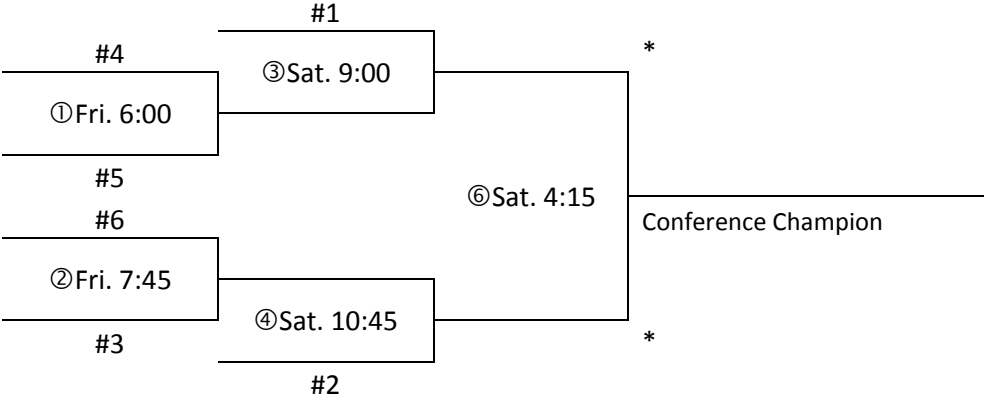 #1
#4
*
③Sat. 9:00
①Fri. 6:00
#5
⑥Sat. 4:15
#6
Conference Champion
②Fri. 7:45
④Sat. 10:45
#3
*
#2